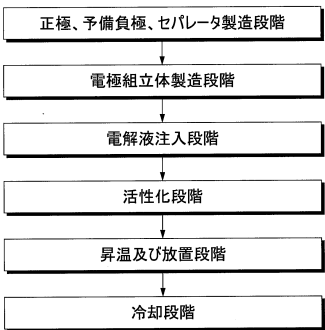 正極、予備負極、セパレータ製造段階
電極組立体製造段階
電解液注入段階
活性化段階
昇温及び放置段階
冷却段階